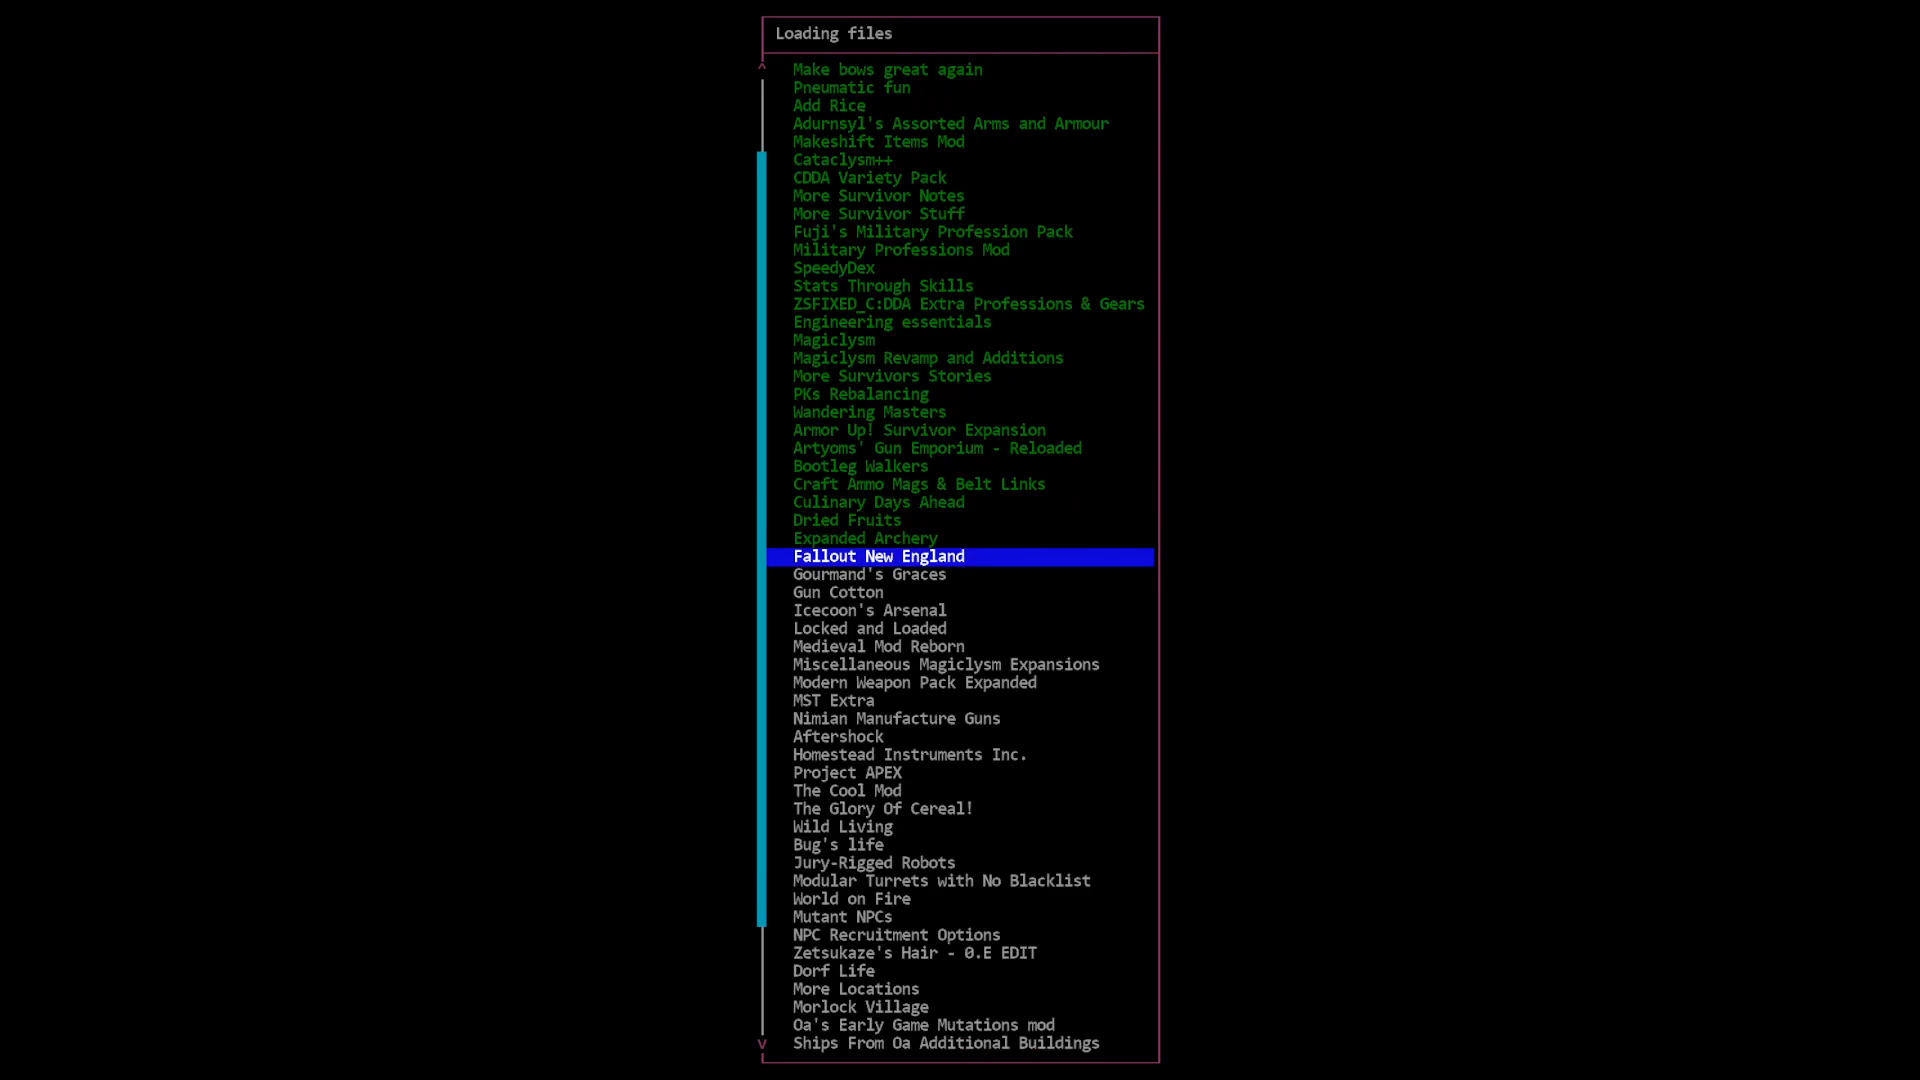 Loading files
^
Make bows great again
Pneumatic fun
Add Rice
Adurnsyl's Assorted Arms and Armour
Makeshift Items Mod
Cataclysm++
CDDA Variety Pack
More Survivor Notes
More Survivor Stuff
Fuji's Military Profession Pack
Military Professions Mod
SpeedyDex
Stats Through Skills
ZSFIXED_C:DDA Extra Professions & Gears
Engineering essentials
Magiclysm
Magiclysm Revamp and Additions
More Survivors Stories
PKs Rebalancing
Wandering Masters
Armor Up! Survivor Expansion
Artyoms' Gun Emporium - Reloaded
Bootleg Walkers
Craft Ammo Mags & Belt Links
Culinary Days Ahead
Dried Fruits
Expanded Archery
Fallout New England
Gourmand's Graces
Gun Cotton
Icecoon's Arsenal
Locked and Loaded
Medieval Mod Reborn
Miscellaneous Magiclysm Expansions
Modern Weapon Pack Expanded
MST Extra
Nimian Manufacture Guns
Aftershock
Homestead Instruments Inc.
Project APEX
The Cool Mod
The Glory Of Cereal!
Wild Living
Bug's life
Jury-Rigged Robots
Modular Turrets with No Blacklist
World on Fire
Mutant NPCs
NPC Recruitment Options
Zetsukaze's Hair - 0.E EDIT
Dorf Life
More Locations
Morlock Village
Oa's Early Game Mutations mod
v Ships From Oa Additional Buildings